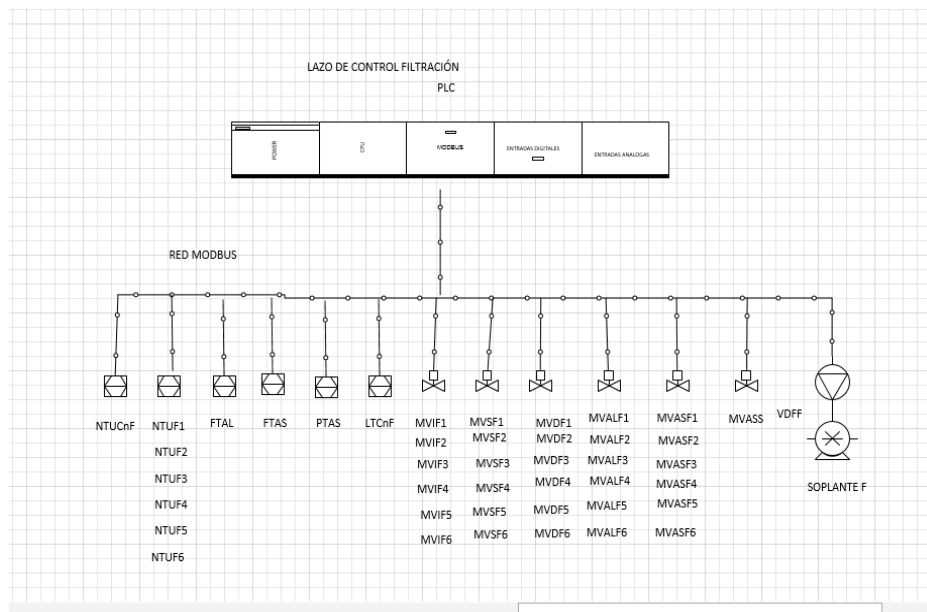 LAZO DE CONTROL FILTRACIÓN
PLC
POWER
CPU
MODBUS
ENTRADAS DIGITALES
ENTRADAS ANALOGAS
RED MODBUS
NTUCnF
NTUF1
NTUF2
NTUF3
NTUF4
NTUF5
NTUF6
FTAL
FTAS
PTAS
LTCnF
MVIF1
MVIF2
MVIF3
MVIF4
MVIF5
MVIF6
MVSF1
MVSF2
MVSF3
MVSF4
MVSF5
MVSF6
MVDF1
MVDF2
MVDF3
MVDF4
MVDF5
MVDF6
MVALF1
MVALF2
MVALF3
MVALF4
MVALF5
MVALF6
MVASF1
MVASF2
MVASF3
MVASF4
MVASF5
MVASF6
MVASS
VDFF
SOPLANTE F